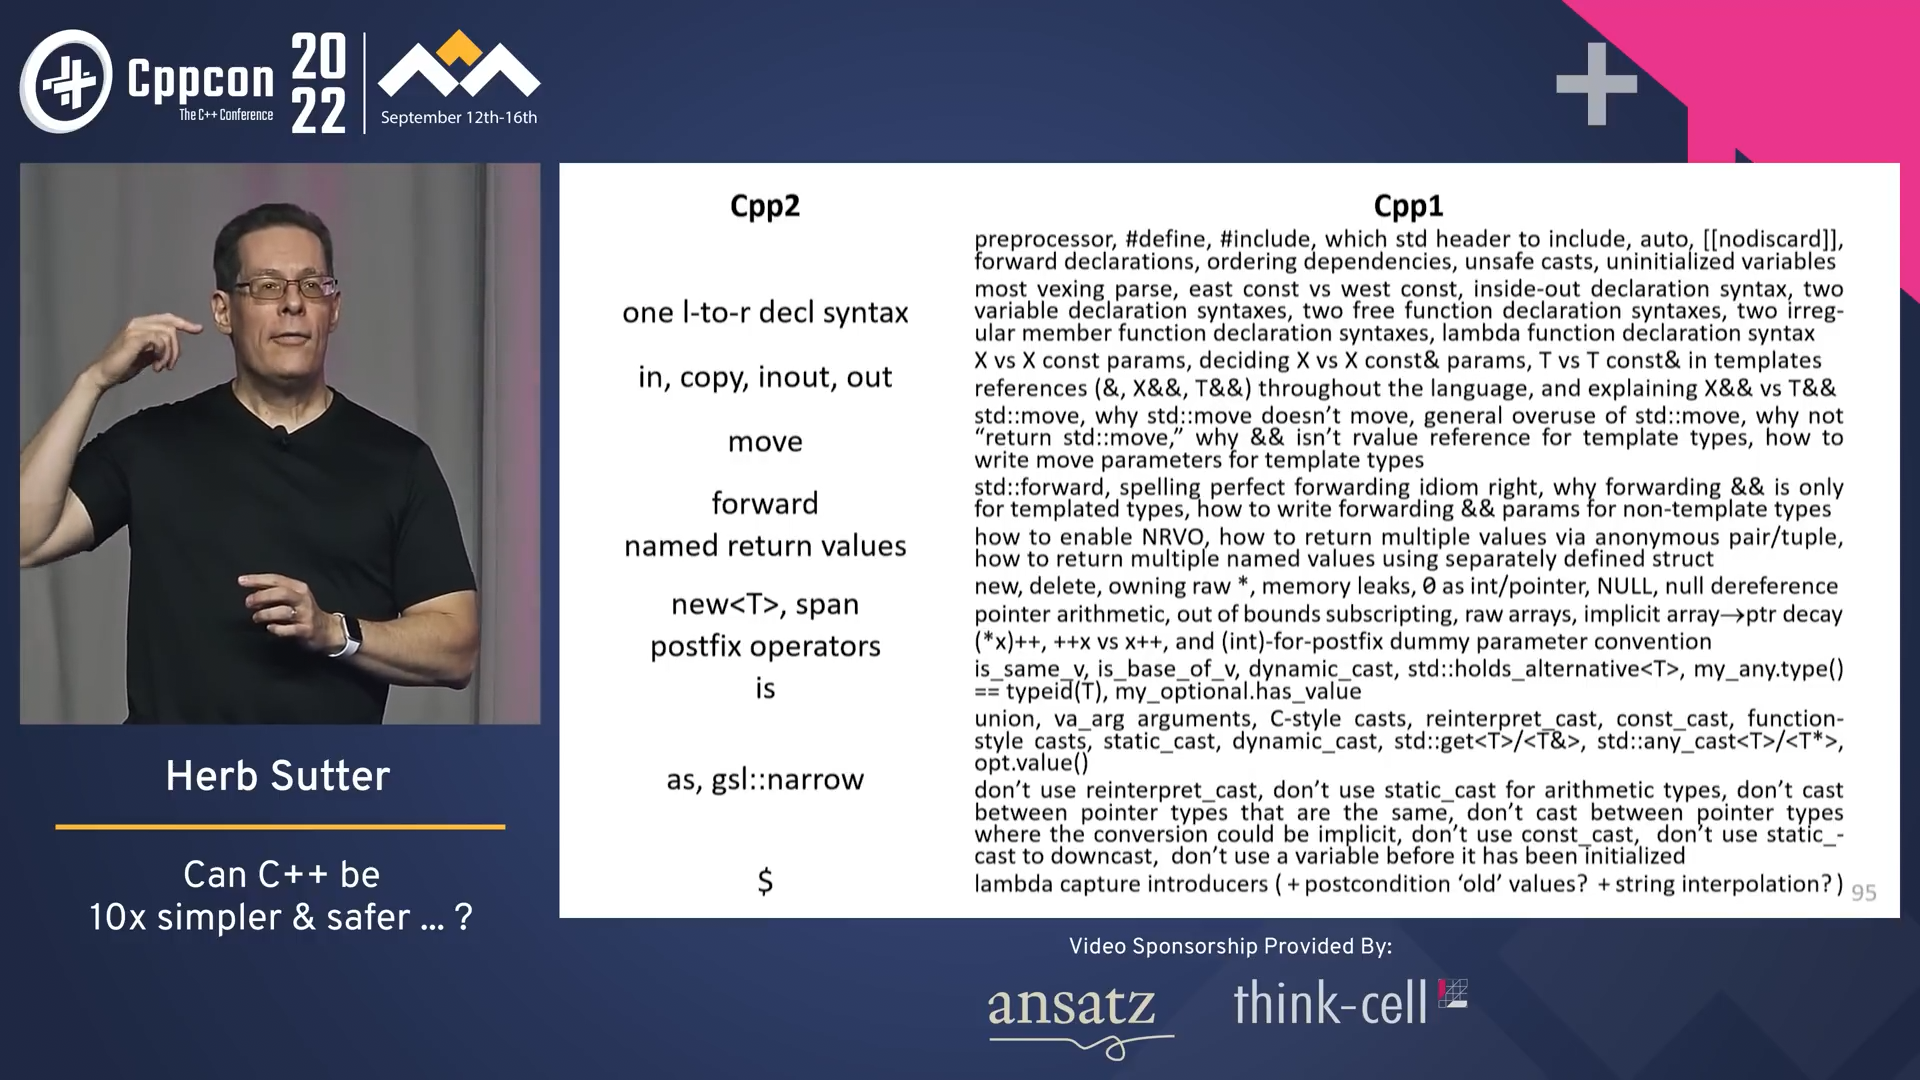 Cppcon
The C++ Conference
20
22
September 12th-16th
Cpp2
Cpp1
preprocessor, #define, #include, which std header to include, auto, [[nodiscard]],
forward declarations, ordering dependencies, unsafe casts, uninitialized variables
one l-to-r decl syntax
most vexing parse, east const vs west const, inside-out declaration syntax, two
variable declaration syntaxes, two free function declaration syntaxes, two irreg-
ular member function declaration syntaxes, lambda function declaration syntax
in, copy, inout, out
X vs X const params, deciding X vs X const& params, T vs T const& in templates
references (&, X&&, T&&) throughout the language, and explaining X&& vs T&&
move
std::move, why std::move doesn’t move, general overuse of std::move, why not
“return std::move,” why && isn’t rvalue reference for template types, how to
write move parameters for template types
forward
std::forward, spelling perfect forwarding idiom right, why forwarding && is only
for templated types, how to write forwarding && params for non-template types
named return values
how to enable NRVO, how to return multiple values via anonymous pair/tuple,
how to return multiple named values using separately defined struct
new<T>, span
new, delete, owning raw *, memory leaks, 0 as int/pointer, NULL, null dereference
pointer arithmetic, out of bounds subscripting, raw arrays, implicit array→ptr decay
postfix operators
(*x)++, ++x vs x++, and (int)-for-postfix dummy parameter convention
is
is_same_v, is_base_of_v, dynamic_cast, std::holds_alternative<T>, my_any.type()
== typeid(T), my_optional.has_value
as, gsl::narrow
union, va_arg arguments, C-style casts, reinterpret_cast, const_cast, function-
style casts, static_cast, dynamic_cast, std::get<T>/<T&>, std::any_cast<T>/<T*>,
opt.value()
don’t use reinterpret_cast, don’t use static_cast for arithmetic types, don’t cast
between pointer types that are the same, don’t cast between pointer types
where the conversion could be implicit, don’t use const_cast, don’t use static_-
cast to downcast, don’t use a variable before it has been initialized
$
lambda capture introducers ( + postcondition ‘old’ values? + string interpolation? )
95
Herb Sutter
Can C++ be
10x simpler & safer ... ?
Video Sponsorship Provided By:
ansatz
think-cell